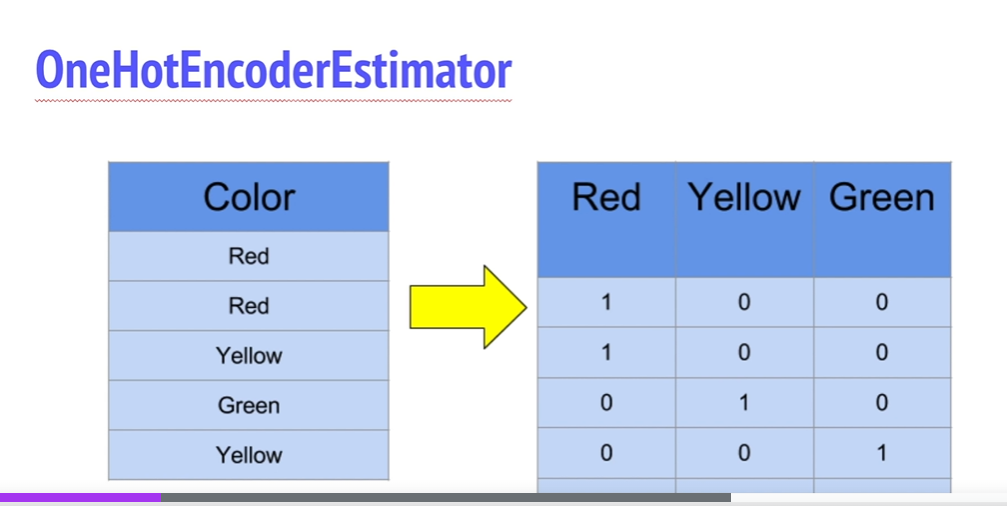 OneHotEncoderEstimator
Color
Red
Red
Yellow
Green
Yellow
Red Yellow Green
1 0 0
1 0 0
0 1 0
0 0 1